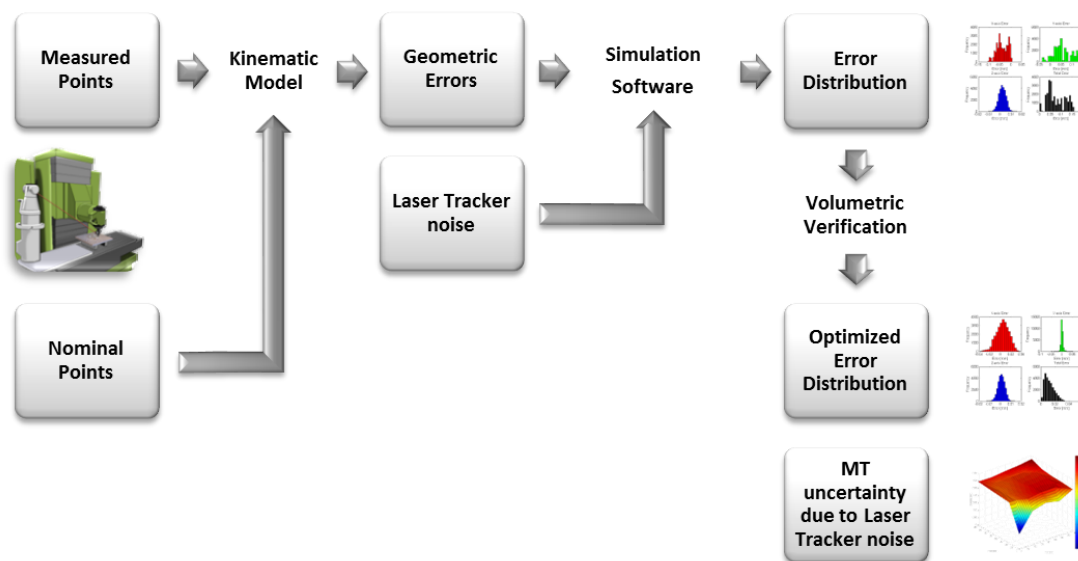 Measured
Points
Kinematic
Model
Geometric
Errors
Simulation
Software
Error
Distribution
Laser Tracker
noise
Volumetric
Verification
Nominal
Points
Optimized
Error
Distribution
MT
uncertainty
due to Laser
Tracker noise